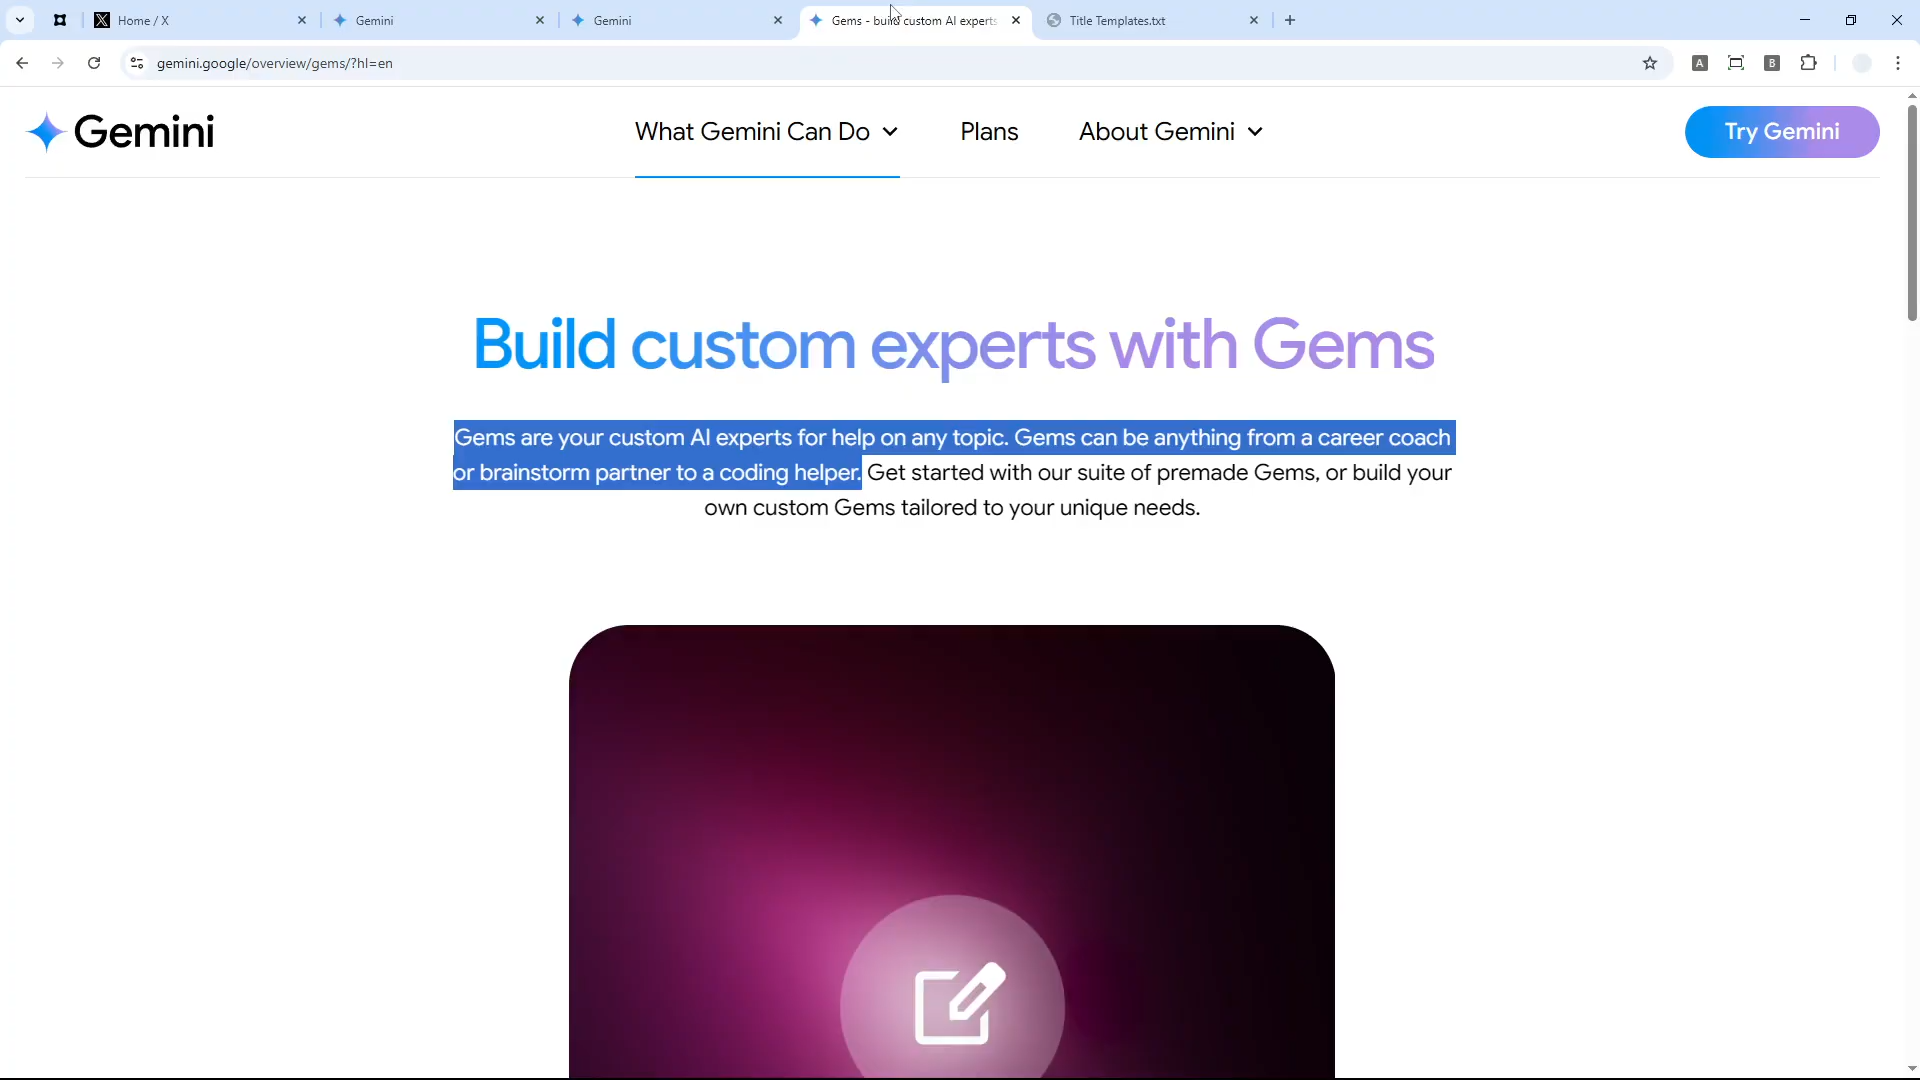 Home / X
Gemini
Gemini
Gems - build custom AI experts
Title Templates.txt
gemini.google/overview/gems/?hl=en
A
B
Gemini
What Gemini Can Do
Plans
About Gemini
Try Gemini
Build custom experts with Gems
Gems are your custom AI experts for help on any topic. Gems can be anything from a career coach
or brainstorm partner to a coding helper. Get started with our suite of premade Gems, or build your
own custom Gems tailored to your unique needs.